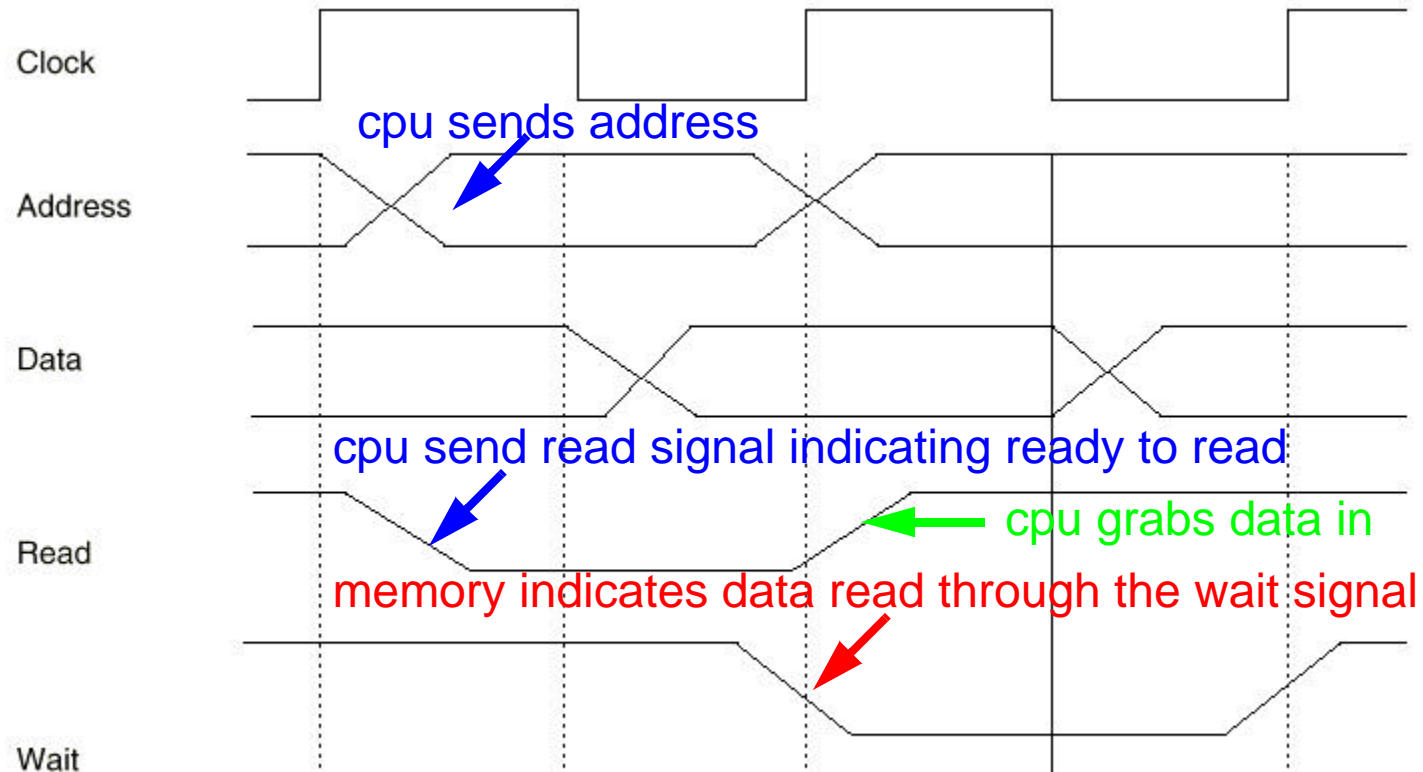 Clock
cpu sends address
Address
Data
cpu send read signal indicating ready to read
cpu grabs data in
Read
memory indicates data read through the wait signal
Wait